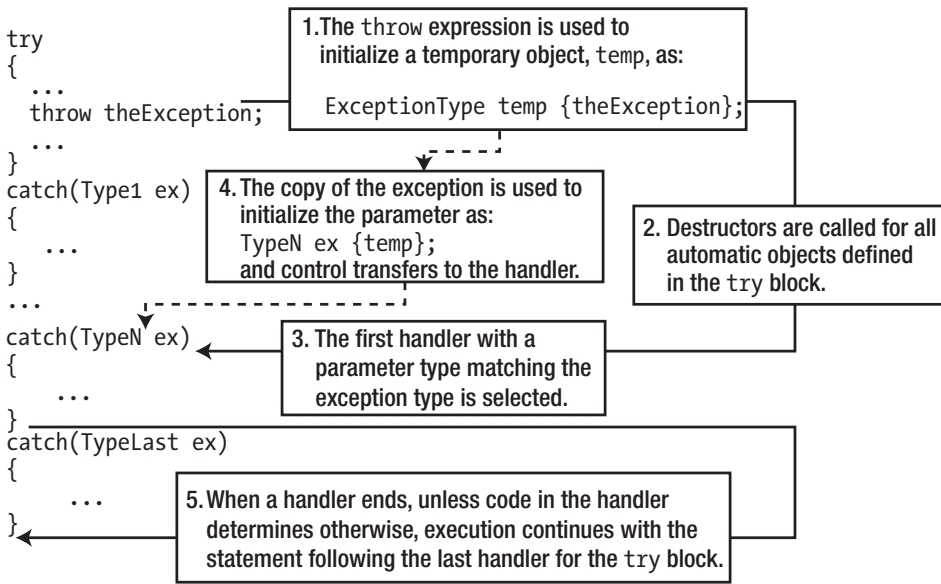 try
{
...
throw theException;
...
}
catch(Type1 ex)
{
...
}
...
catch(TypeN ex)
{
...
}
catch(TypeLast ex)
{
...
}
1.The throw expression is used to
initialize a temporary object, temp, as:
ExceptionType temp {theException};
2. Destructors are called for all
automatic objects defined
in the try block.
3. The first handler with a
parameter type matching the
exception type is selected.
4. The copy of the exception is used to
initialize the parameter as:
TypeN ex {temp};
and control transfers to the handler.
5. When a handler ends, unless code in the handler
determines otherwise, execution continues with the
statement following the last handler for the try block.